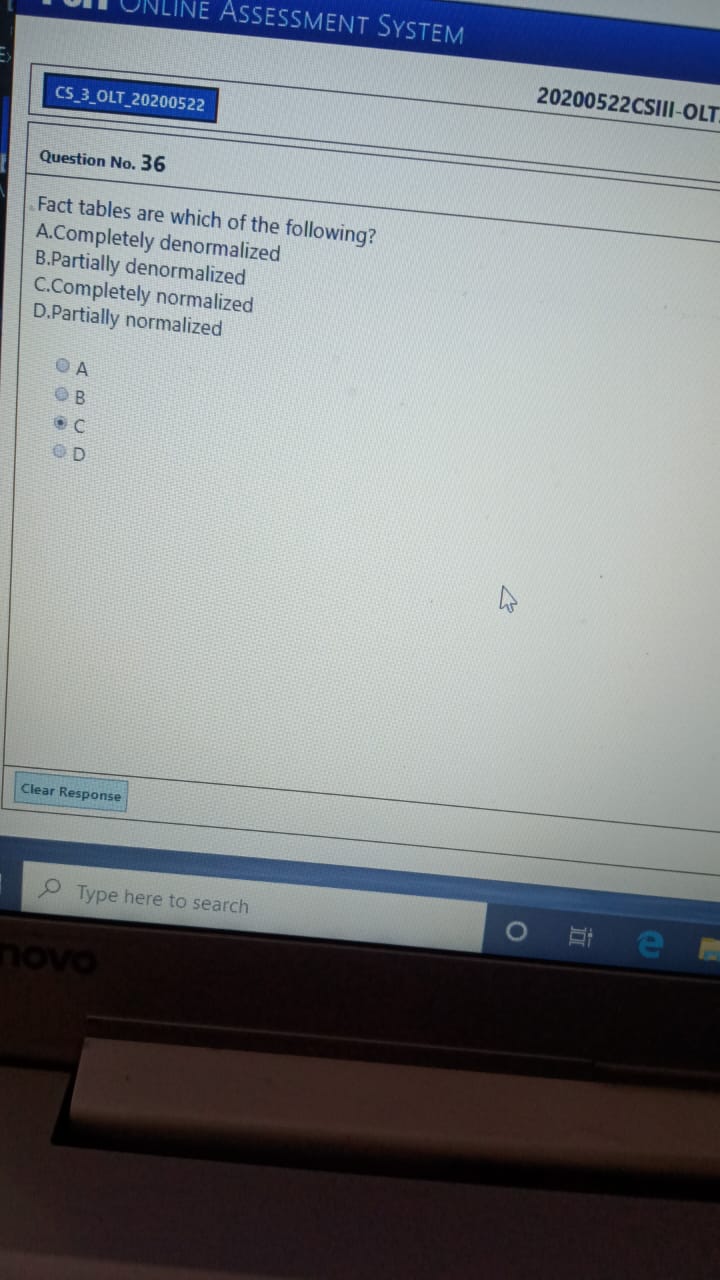 ONLINE ASSESSMENT SYSTEM
CS_3_OLT_20200522
20200522CSIII-OLT
Question No. 36
Fact tables are which of the following?
A.Completely denormalized
B.Partially denormalized
C.Completely normalized
D.Partially normalized
A
B
C
D
Clear Response
Type here to search
novo